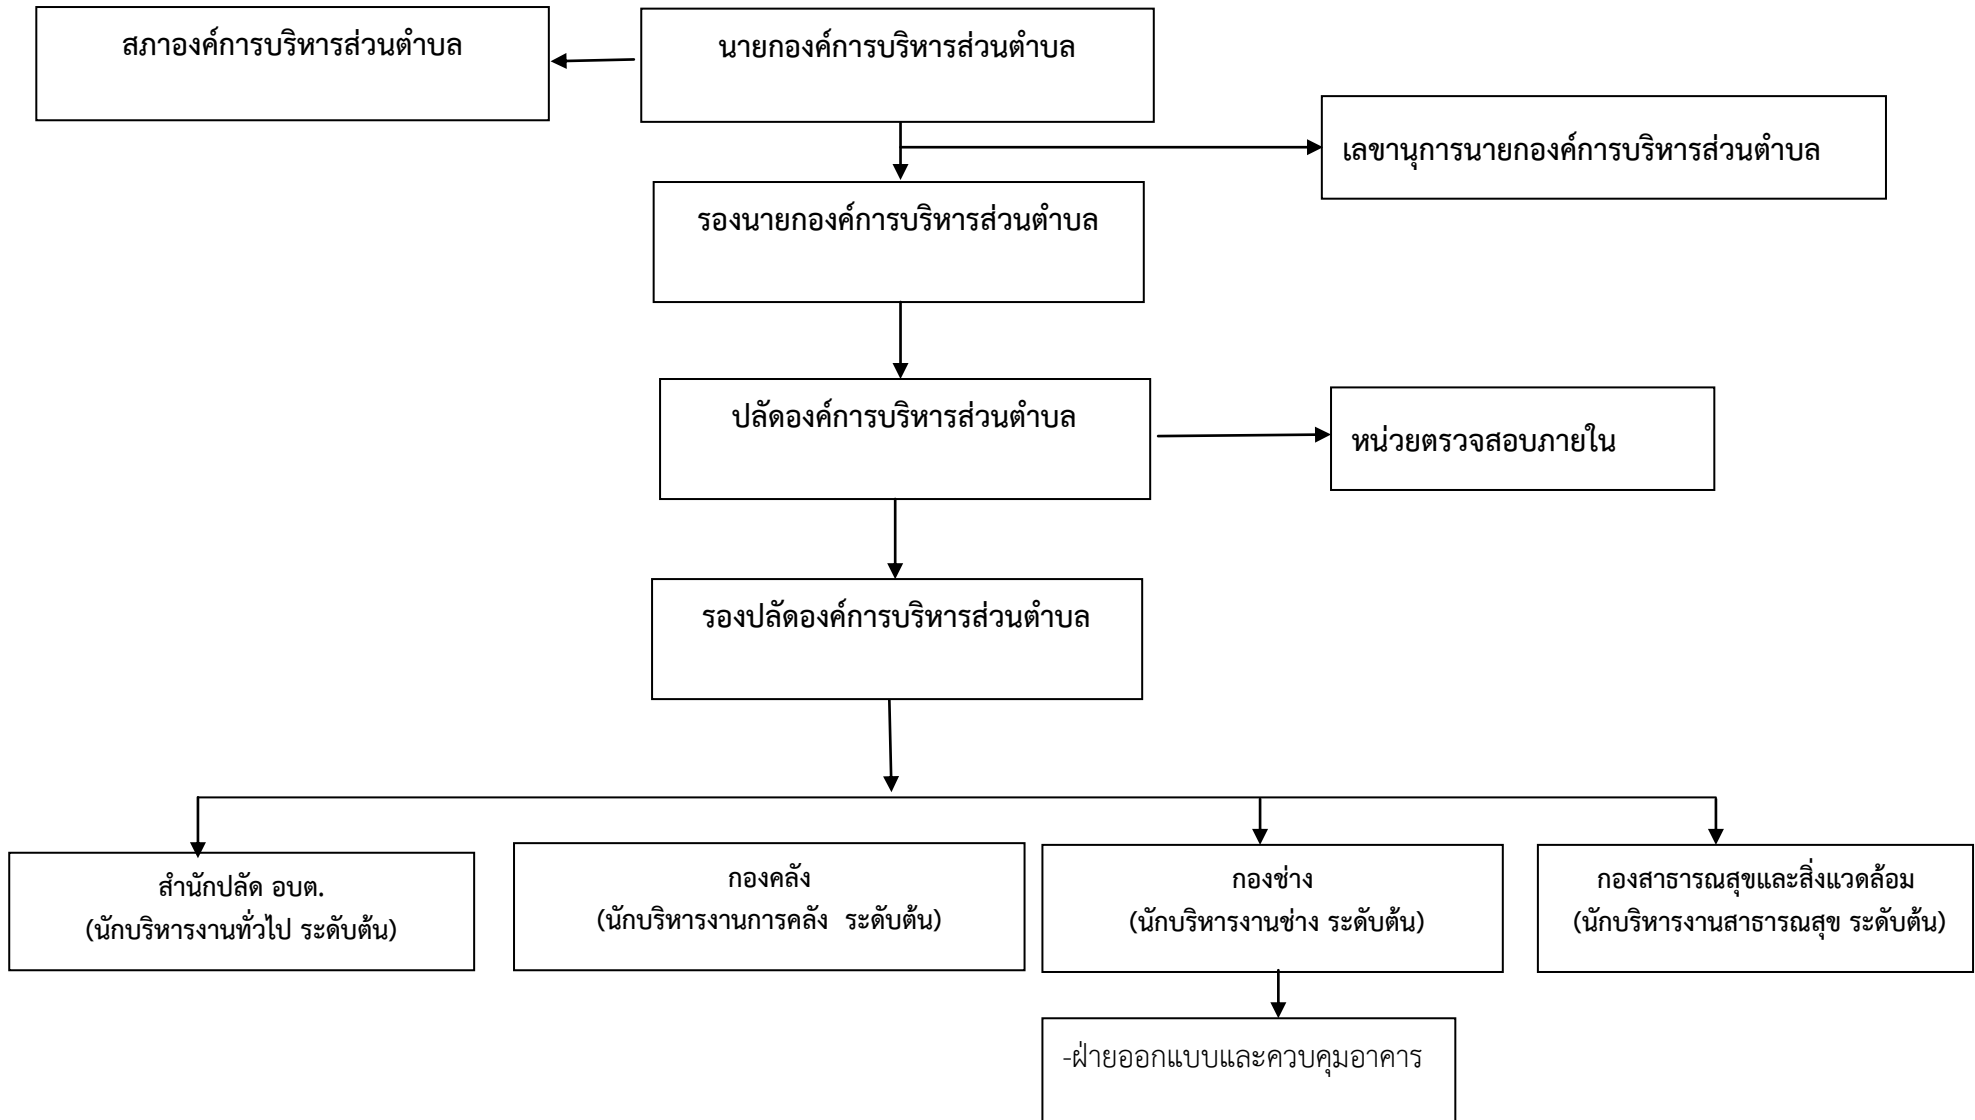 สภาองค์การบริหารส่วนตำบล
นายกองค์การบริหารส่วนตำบล
เลขานุการนายกองค์การบริหารส่วนตำบล
รองนายกองค์การบริหารส่วนตำบล
ปลัดองค์การบริหารส่วนตำบล
หน่วยตรวจสอบภายใน
รองปลัดองค์การบริหารส่วนตำบล
สำนักปลัด อบต.
(นักบริหารงานทั่วไป ระดับต้น)
กองคลัง
(นักบริหารงานการคลัง ระดับต้น)
กองช่าง
(นักบริหารงานช่าง ระดับต้น)
กองสาธารณสุขและสิ่งแวดล้อม
(นักบริหารงานสาธารณสุข ระดับต้น)
-ฝ่ายออกแบบและควบคุมอาคาร